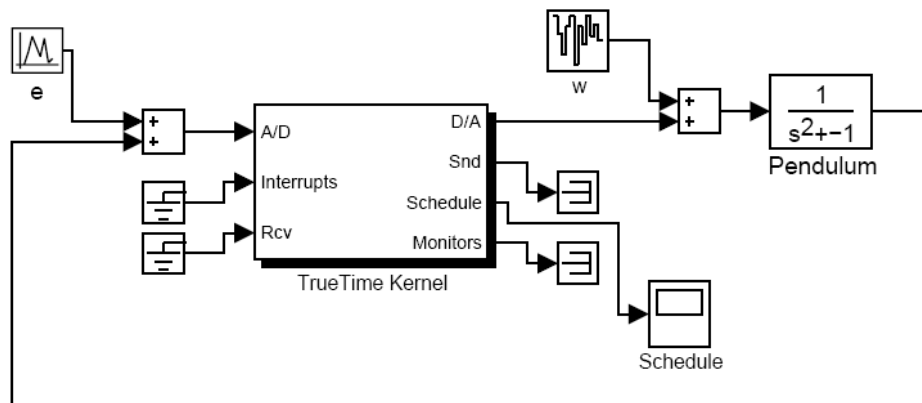 e
w
+
+
A/D
Interrupts
Rcv
D/A
Snd
Schedule
Monitors
TrueTime Kernel
+
+
1
s2+-1
Pendulum
Schedule